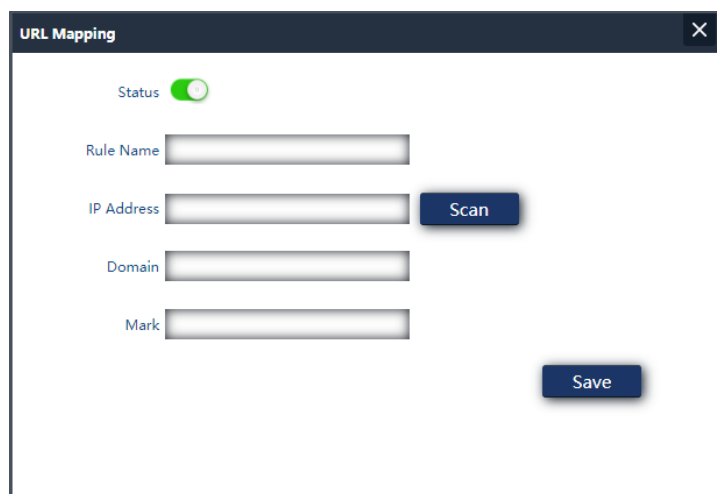 URL Mapping
Status
Rule Name
IP Address Scan
Domain
Mark
Save